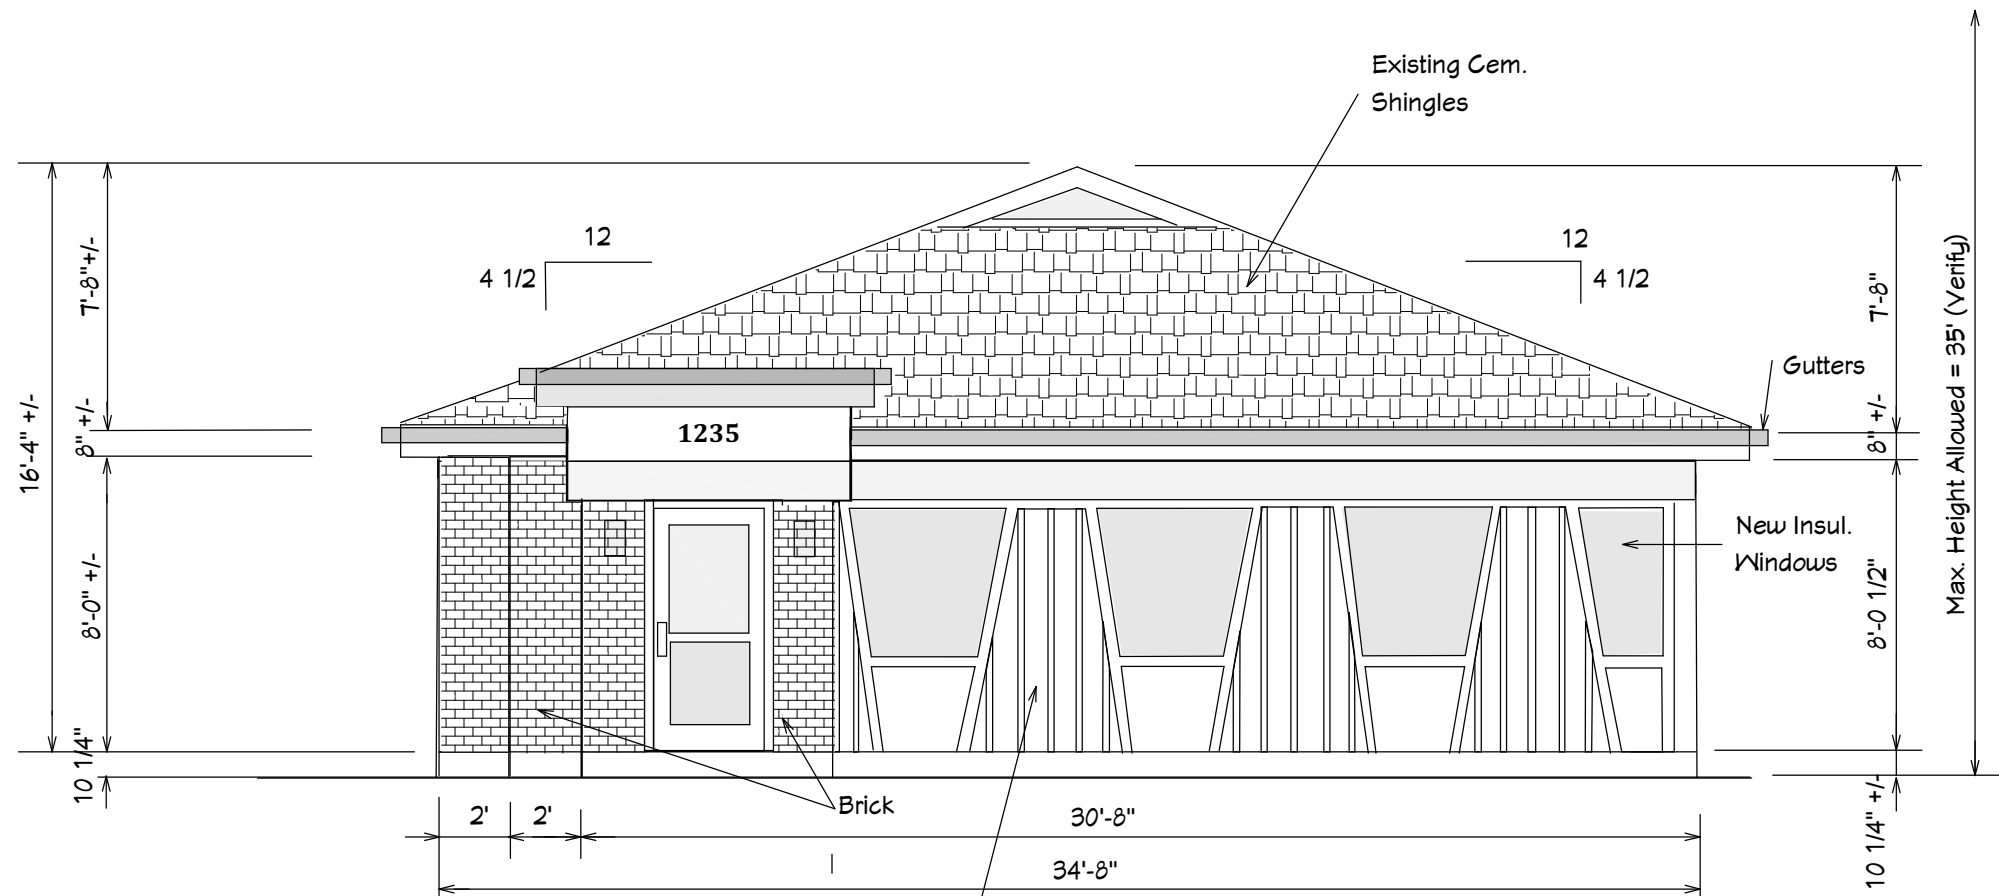 Existing Cem.
Shingles
12
4 1/2
12
4 1/2
7'-8"+/-
8" +/-
16'-4" +/-
8'-0" +/-
10 1/4"
1235
7'-8"
Gutters
8" +/-
Max. Height Allowed = 35' (Verify)
New Insul.
Windows
8'-0 1/2"
10 1/4" +/-
Brick
2'
2'
30'-8"
34'-8"